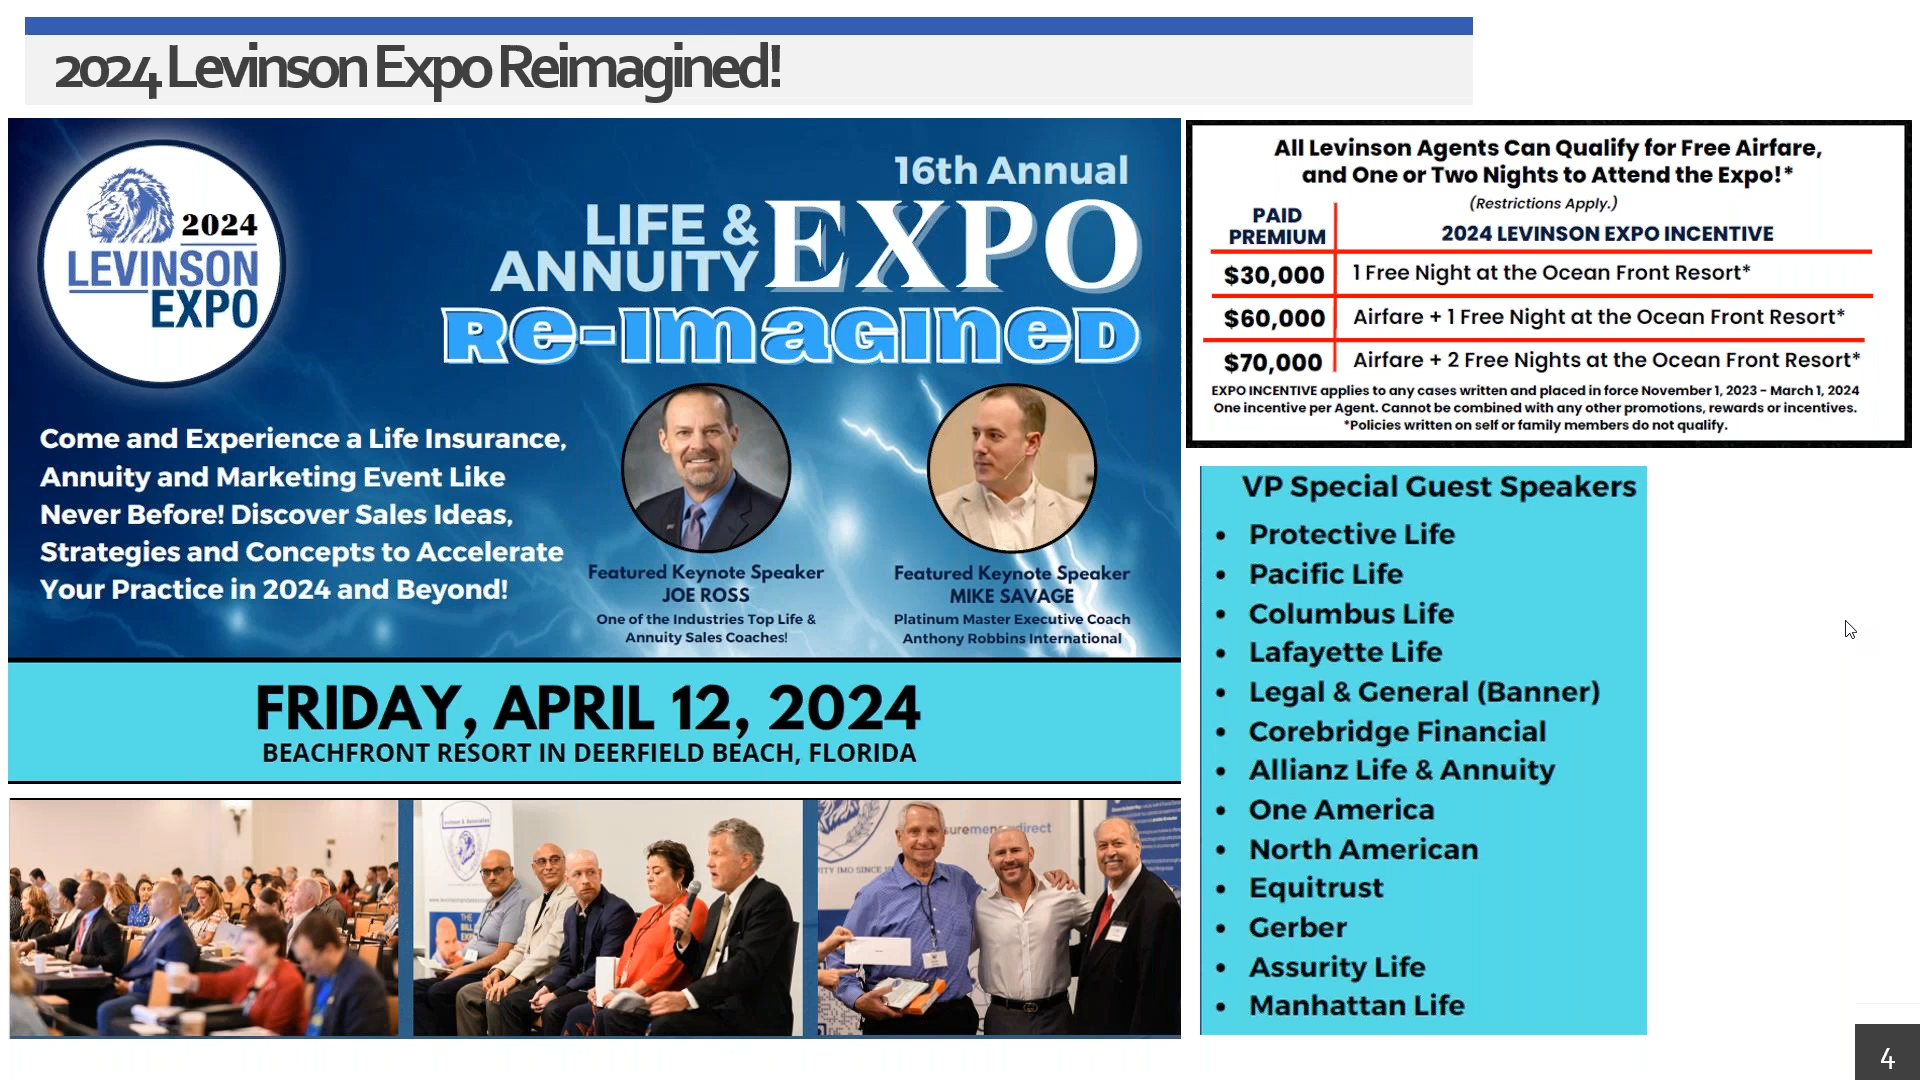 2024 Levinson Expo Reimagined!
2024
LEVINSON
EXPO
16th Annual
LIFE &
ANNUITY
EXPO
Re-Imagined
Come and Experience a Life Insurance,
Annuity and Marketing Event Like
Never Before! Discover Sales Ideas,
Strategies and Concepts to Accelerate
Your Practice in 2024 and Beyond!
Featured Keynote Speaker
JOE ROSS
One of the Industries Top Life &
Annuity Sales Coaches!
Featured Keynote Speaker
MIKE SAVAGE
Platinum Master Executive Coach
Anthony Robbins International
FRIDAY, APRIL 12, 2024
BEACHFRONT RESORT IN DEERFIELD BEACH, FLORIDA
All Levinson Agents Can Qualify for Free Airfare,
and One or Two Nights to Attend the Expo!*
(Restrictions Apply.)
PAID
PREMIUM
2024 LEVINSON EXPO INCENTIVE
$30,000 1 Free Night at the Ocean Front Resort*
$60,000 Airfare + 1 Free Night at the Ocean Front Resort*
$70,000 Airfare + 2 Free Nights at the Ocean Front Resort*
EXPO INCENTIVE applies to any cases written and placed in force November 1, 2023 - March 1, 2024
One incentive per Agent. Cannot be combined with any other promotions, rewards or incentives.
*Policies written on self or family members do not qualify.
VP Special Guest Speakers
• Protective Life
• Pacific Life
• Columbus Life
• Lafayette Life
• Legal & General (Banner)
• Corebridge Financial
• Allianz Life & Annuity
• One America
• North American
• Equitrust
• Gerber
• Assurity Life
• Manhattan Life
THE
4